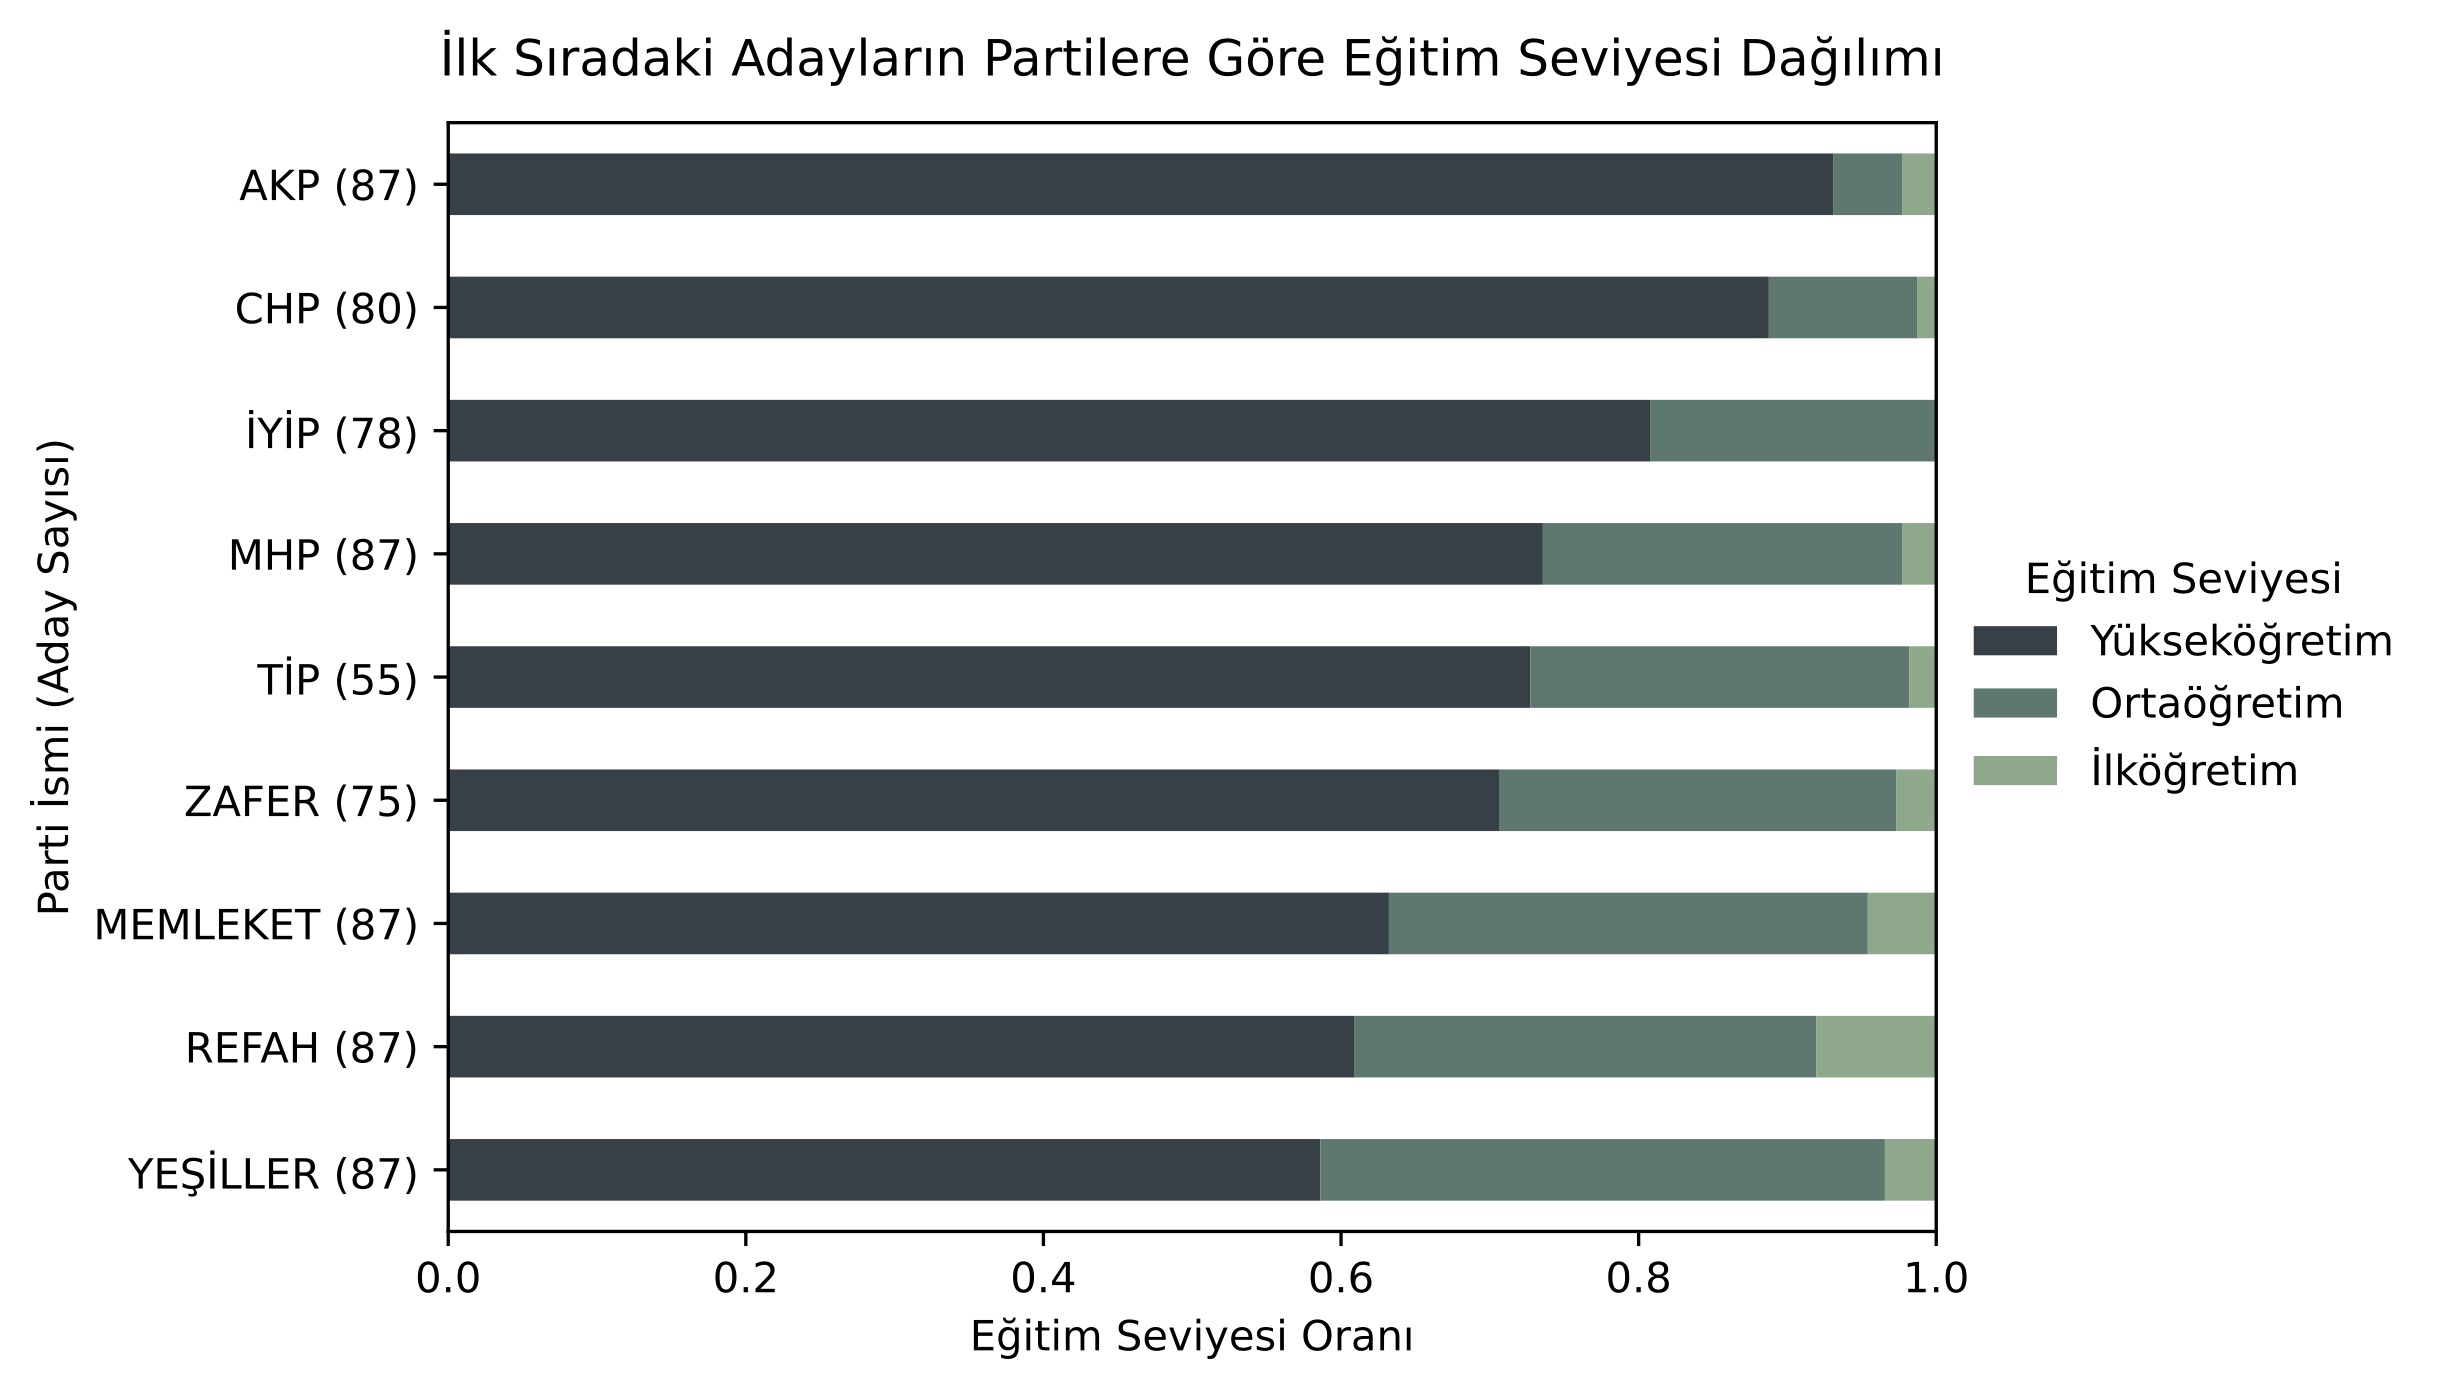 İlk Sıradaki Adayların Partilere Göre Eğitim Seviyesi Dağılımı
Parti İsmi (Aday Sayısı)
AKP (87)
CHP (80)
İYİP (78)
MHP (87)
TİP (55)
ZAFER (75)
MEMLEKET (87)
REFAH (87)
YEŞİLLER (87)
0.0 0.2 0.4 0.6 0.8 1.0
Eğitim Seviyesi Oranı
Eğitim Seviyesi
Yükseköğretim
Ortaöğretim
İlköğretim